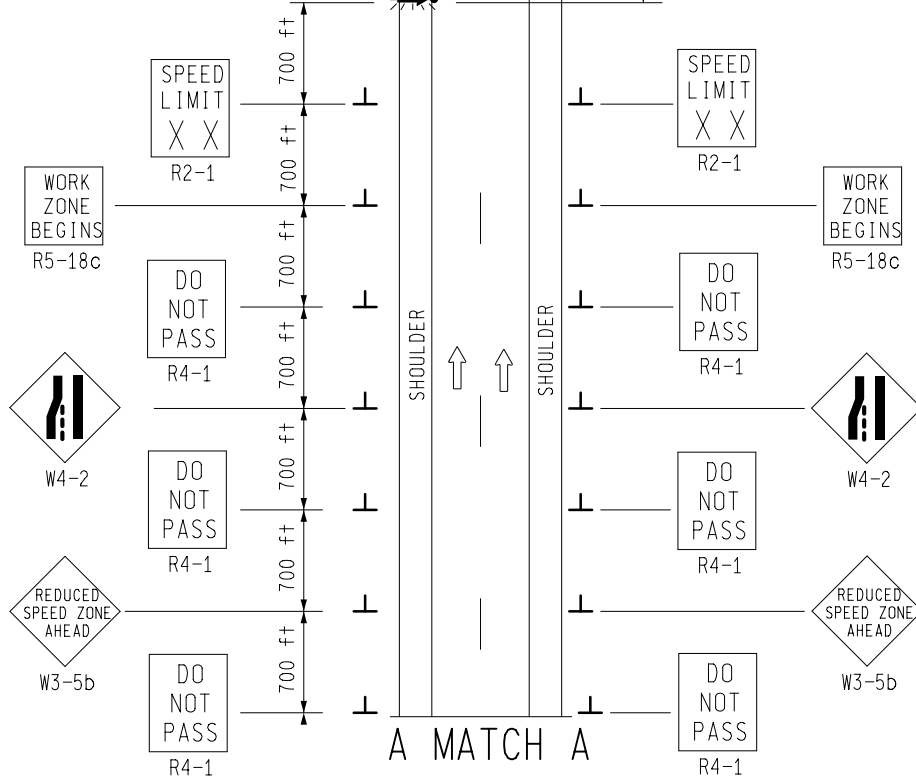 700 ft
SPEED
LIMIT
X X
R2-1
SPEED
LIMIT
X X
R2-1
700 ft
WORK
ZONE
BEGINS
R5-18c
WORK
ZONE
BEGINS
R5-18c
700 ft
DO
NOT
PASS
R4-1
DO
NOT
PASS
R4-1
SHOULDER
SHOULDER
700 ft
W4-2
W4-2
700 ft
DO
NOT
PASS
R4-1
DO
NOT
PASS
R4-1
700 ft
REDUCED
SPEED ZONE
AHEAD
W3-5b
REDUCED
SPEED ZONE
AHEAD
W3-5b
700 ft
DO
NOT
PASS
R4-1
DO
NOT
PASS
R4-1
A MATCH A